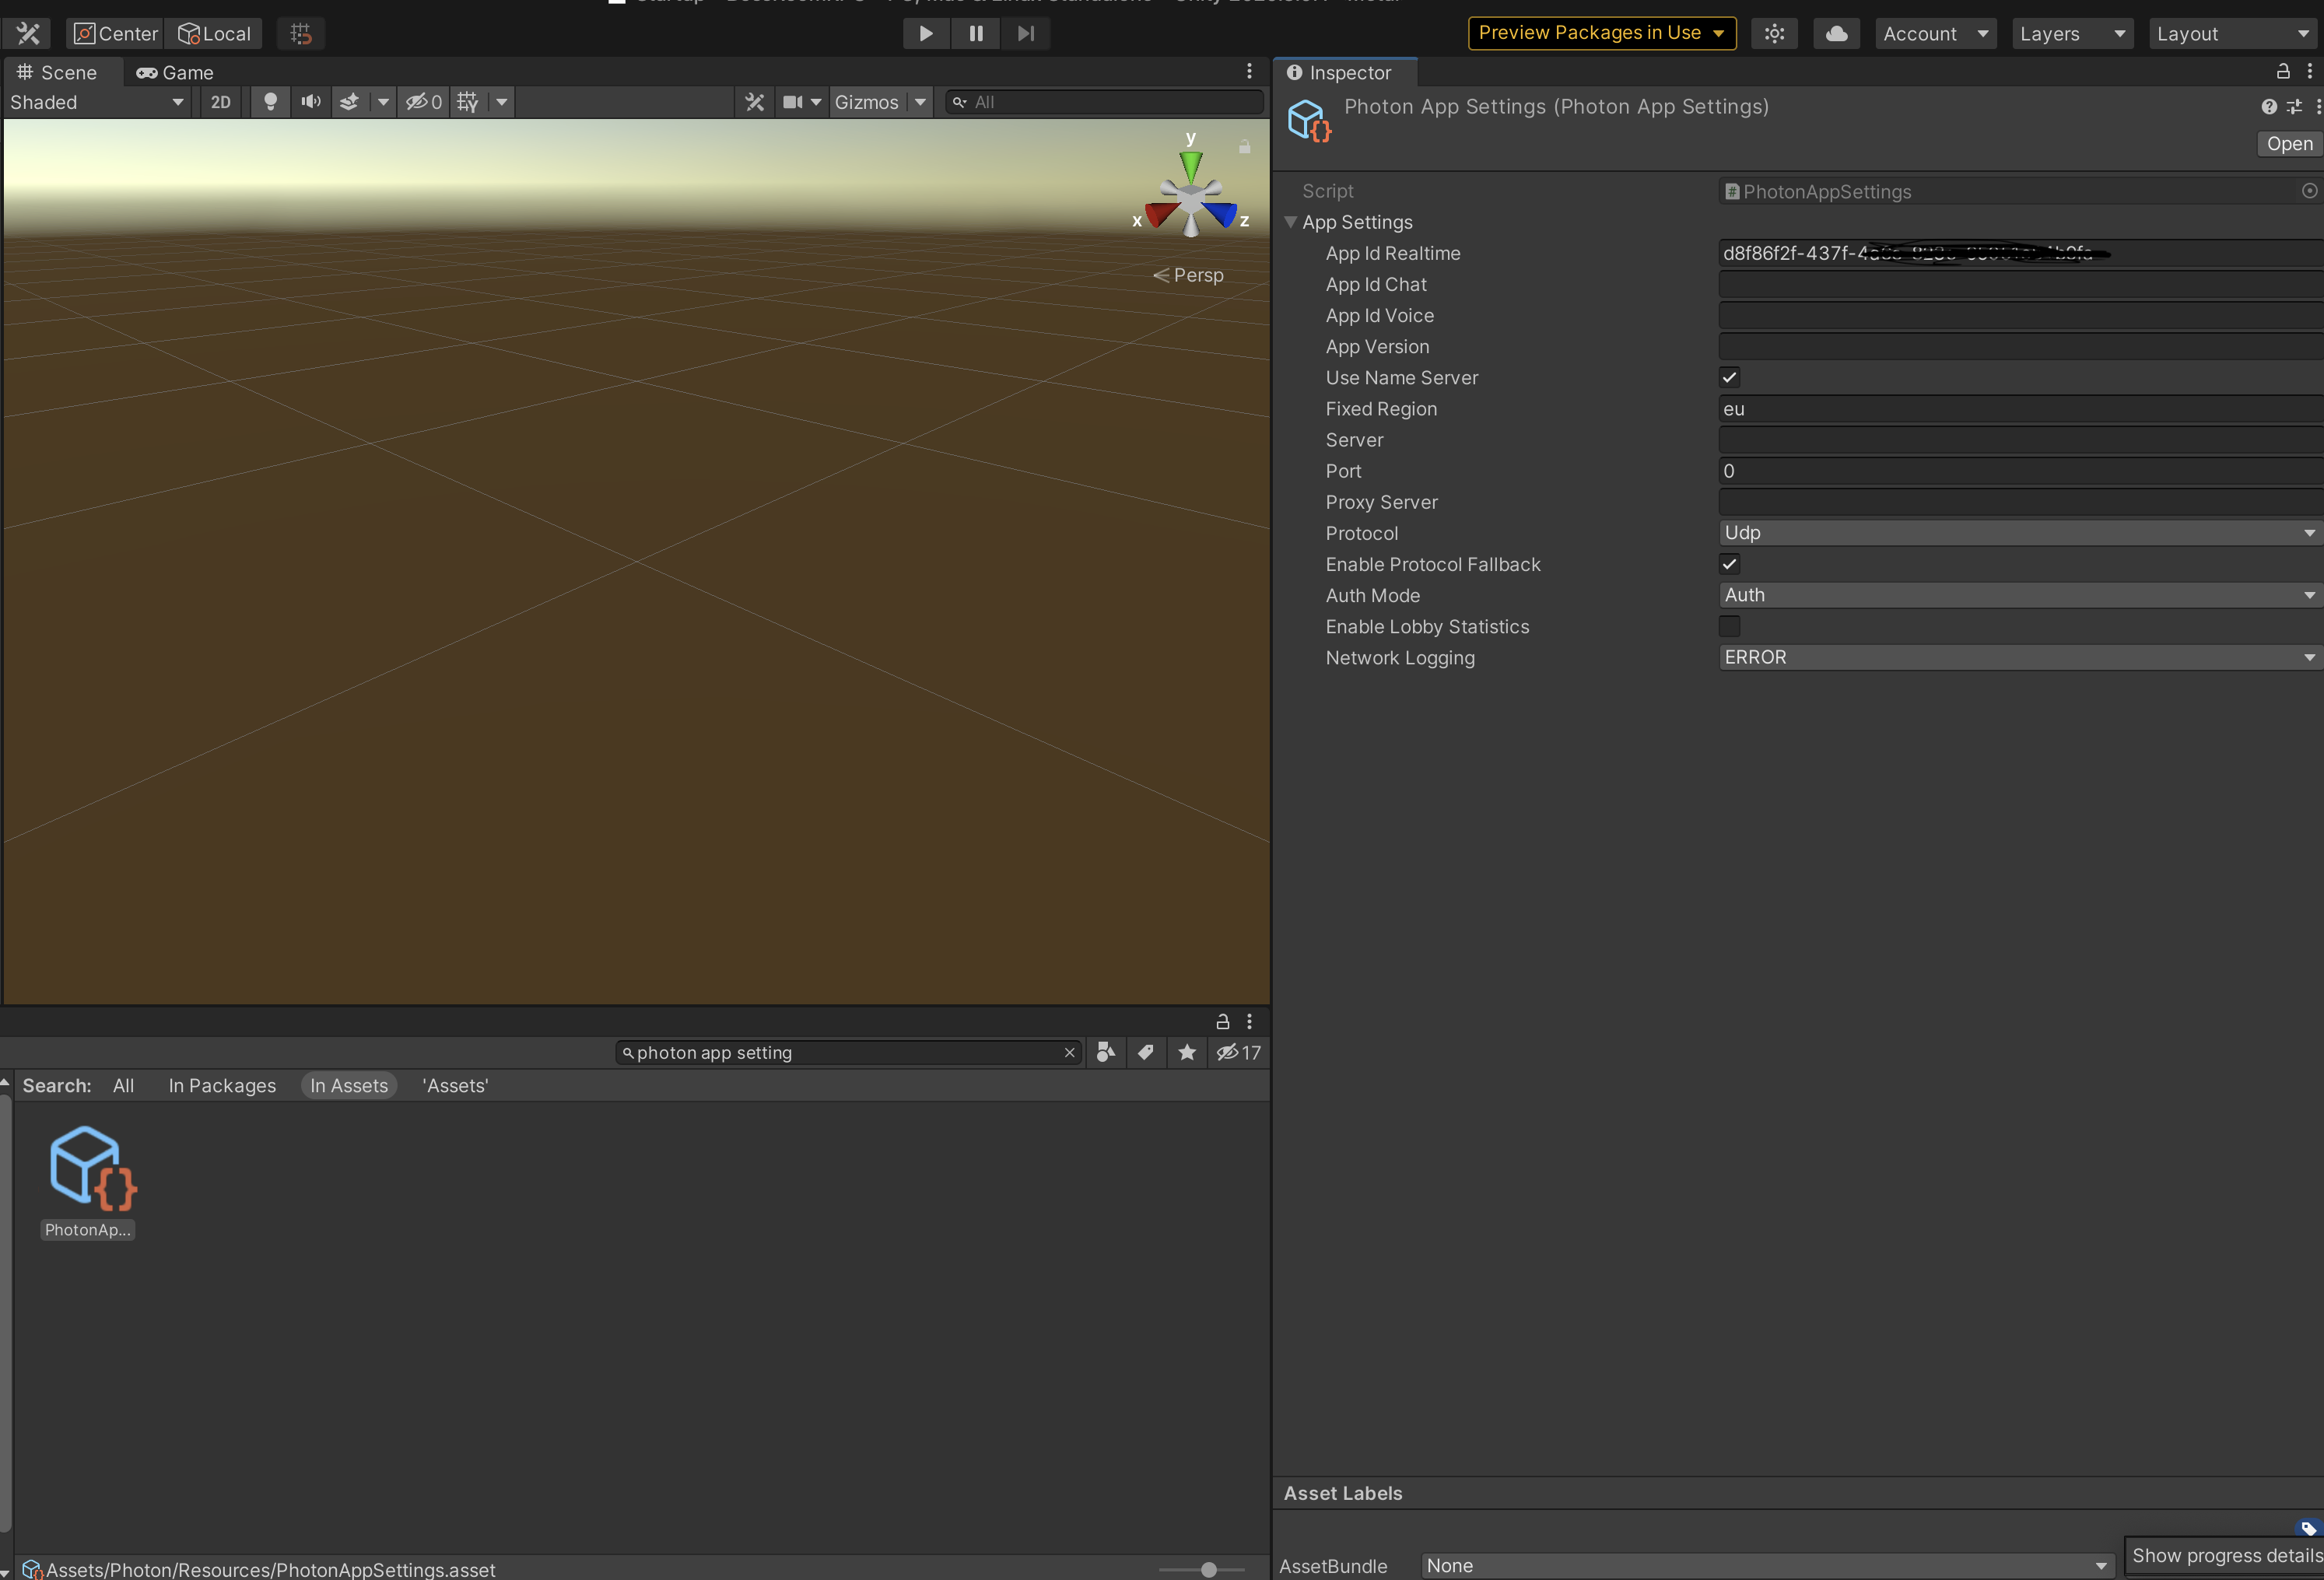 Center Local
Preview Packages in Use
Account
Layers
Layout
Scene Game
Shaded 2D 0 Gizmos All
y
x z
Persp
Inspector
Photon App Settings (Photon App Settings)
Open
Script PhotonAppSettings
App Settings
App Id Realtime d8f86f2f-437f-4
App Id Chat
App Id Voice
App Version
Use Name Server
Fixed Region eu
Server
Port 0
Proxy Server
Protocol Udp
Enable Protocol Fallback
Auth Mode Auth
Enable Lobby Statistics
Network Logging ERROR
photon app setting
17
Search: All In Packages In Assets 'Assets'
PhotonAp...
Assets/Photon/Resources/PhotonAppSettings.asset
Asset Labels
AssetBundle None
Show progress details